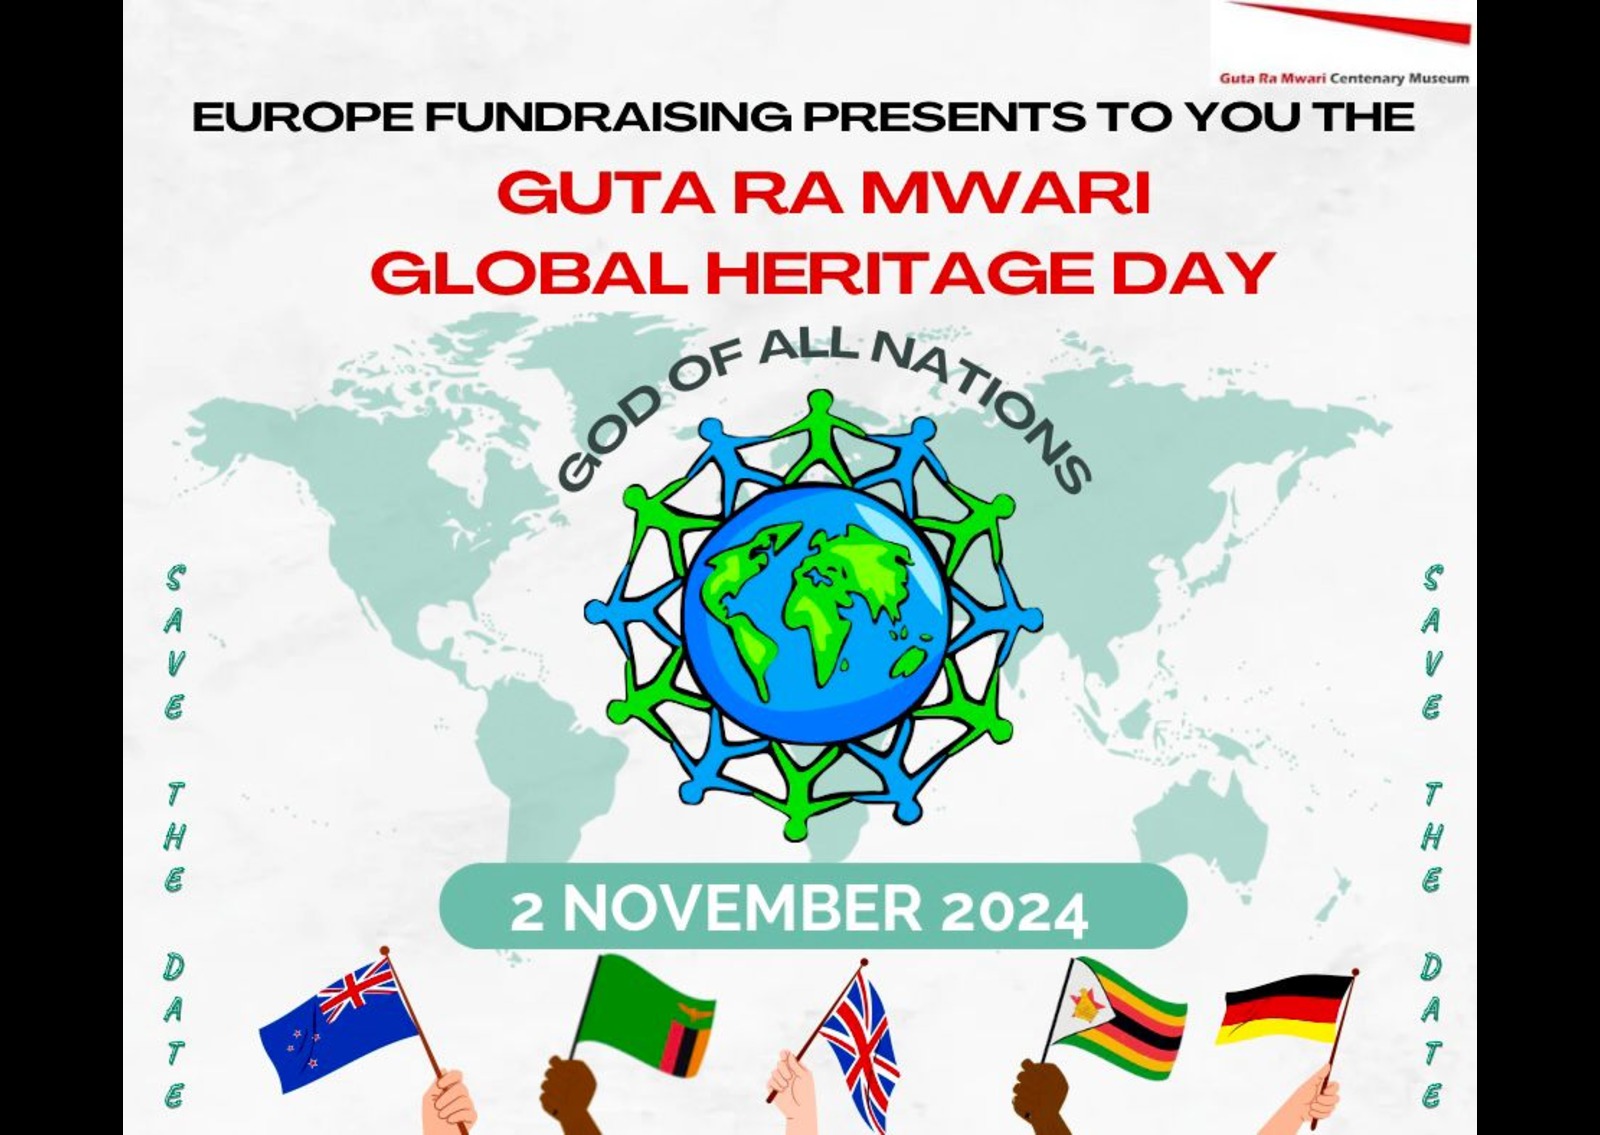 Guta Ra Mwari Centenary Museum
EUROPE FUNDRAISING PRESENTS TO YOU THE
GUTA RA MWARI
GLOBAL HERITAGE DAY
GOD OF ALL NATIONS
SAVE THE DATE
SAVE THE DATE
2 NOVEMBER 2024